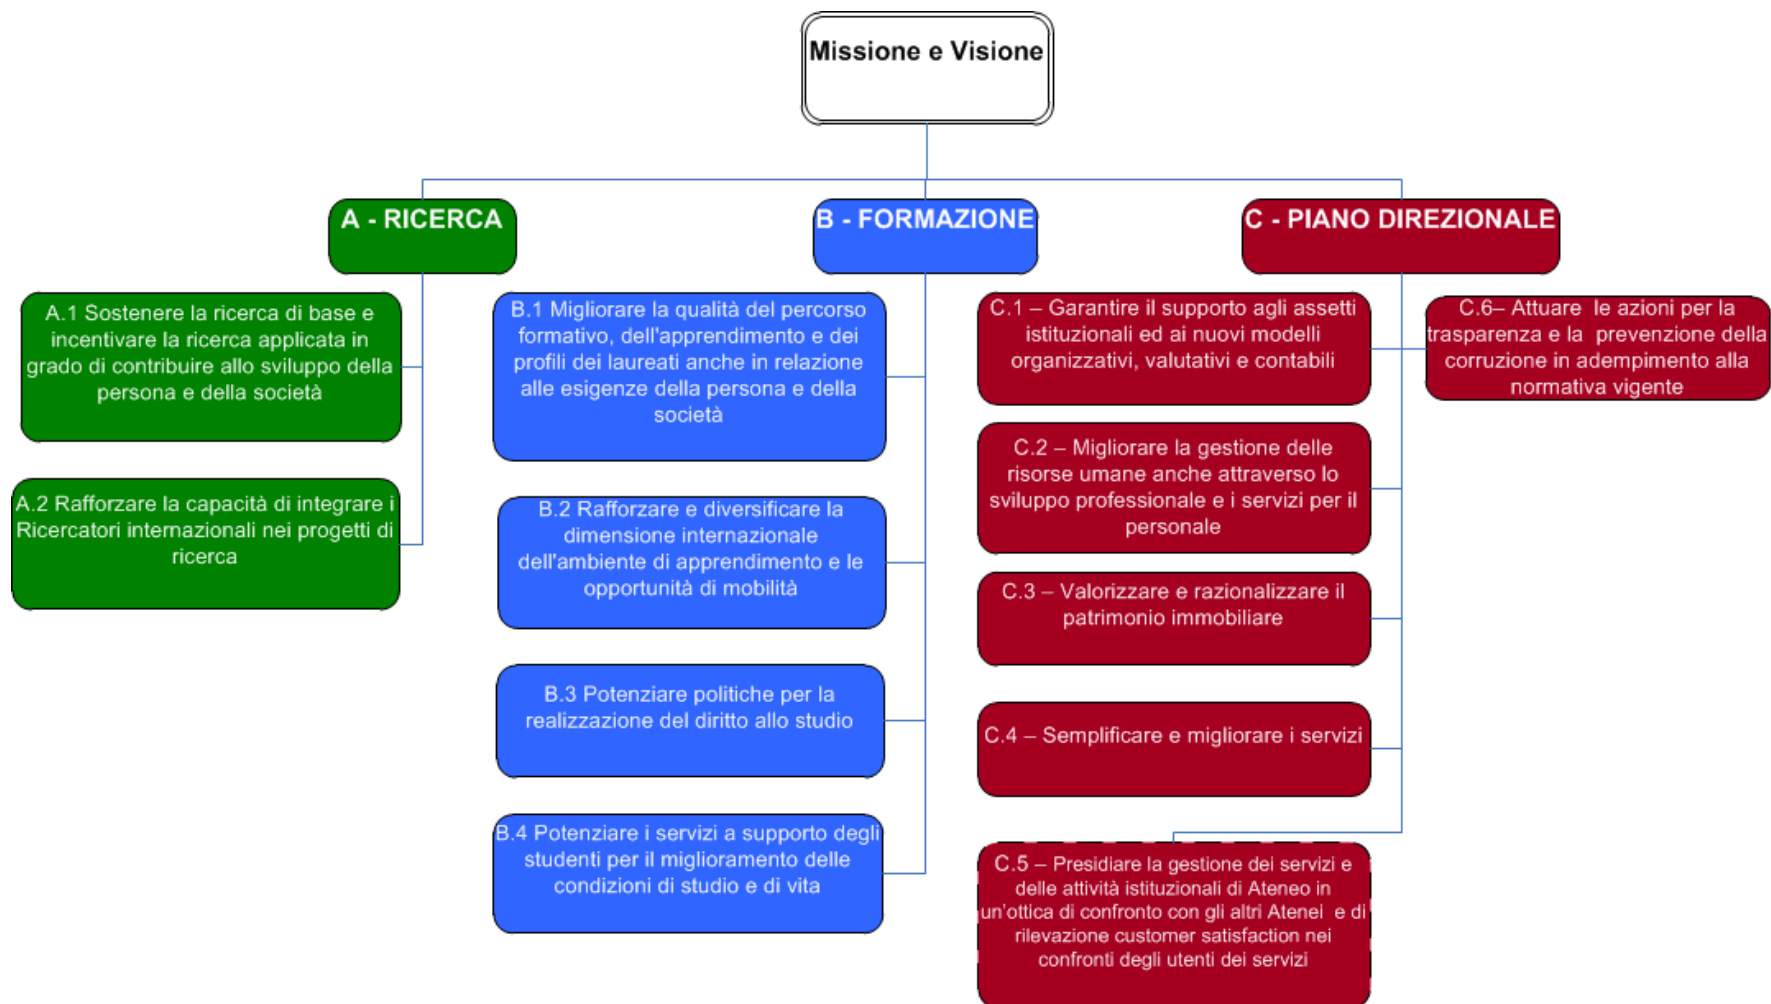 Missione e Visione
A - RICERCA
B - FORMAZIONE
C - PIANO DIREZIONALE
A.1 Sostenere la ricerca di base e
incentivare la ricerca applicata in
grado di contribuire allo sviluppo della
persona e della società
A.2 Rafforzare la capacità di integrare i
Ricercatori internazionali nei progetti di
ricerca
B.1 Migliorare la qualità del percorso
formativo, dell'apprendimento e dei
profili dei laureati anche in relazione
alle esigenze della persona e della
società
B.2 Rafforzare e diversificare la
dimensione internazionale
dell'ambiente di apprendimento e le
opportunità di mobilità
B.3 Potenziare politiche per la
realizzazione del diritto allo studio
B.4 Potenziare i servizi a supporto degli
studenti per il miglioramento delle
condizioni di studio e di vita
C.1 – Garantire il supporto agli assetti
istituzionali ed ai nuovi modelli
organizzativi, valutativi e contabili
C.2 – Migliorare la gestione delle
risorse umane anche attraverso lo
sviluppo professionale e i servizi per il
personale
C.3 – Valorizzare e razionalizzare il
patrimonio immobiliare
C.4 – Semplificare e migliorare i servizi
C.5 – Presidiare la gestione dei servizi e
delle attività istituzionali di Ateneo in
un'ottica di confronto con gli altri Atenei e di
rilevazione customer satisfaction nei
confronti degli utenti dei servizi
C.6– Attuare le azioni per la
trasparenza e la prevenzione della
corruzione in adempimento alla
normativa vigente